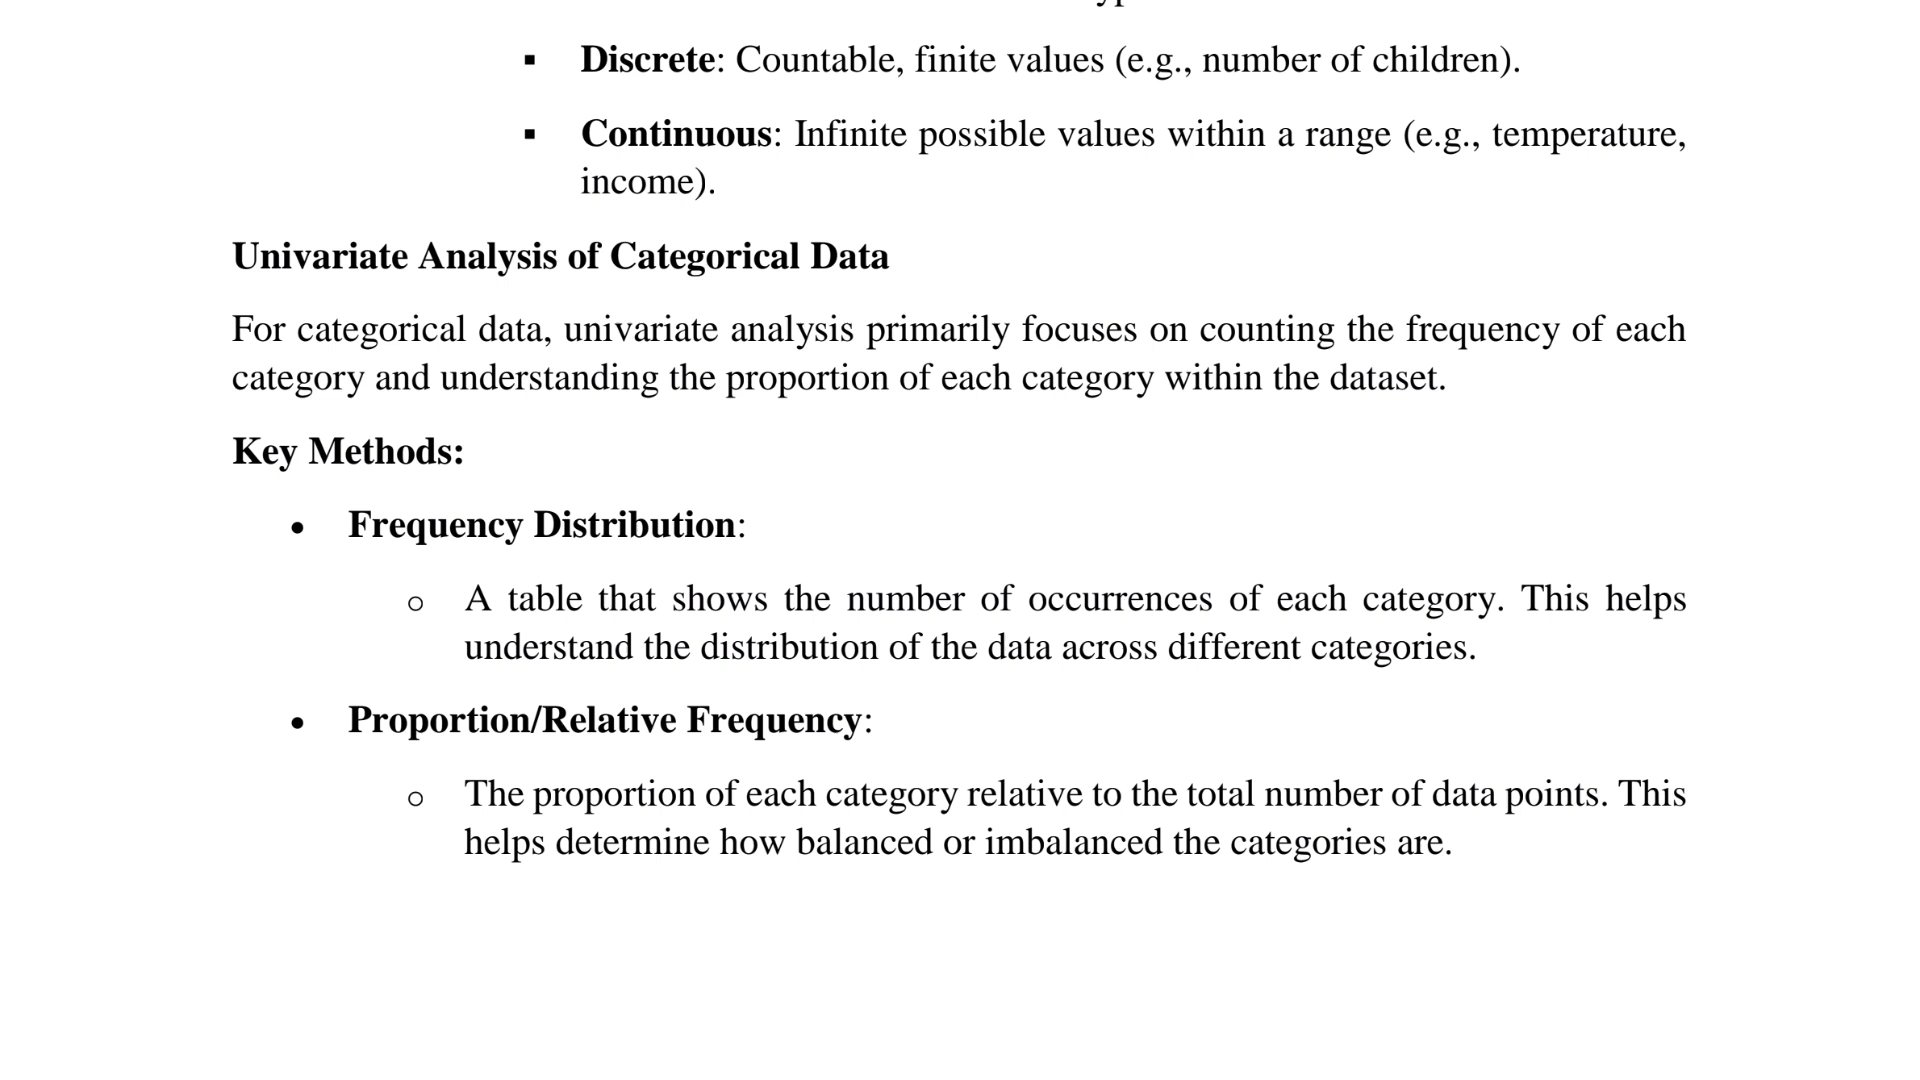 ▪ Discrete: Countable, finite values (e.g., number of children).
▪ Continuous: Infinite possible values within a range (e.g., temperature,
income).
Univariate Analysis of Categorical Data
For categorical data, univariate analysis primarily focuses on counting the frequency of each
category and understanding the proportion of each category within the dataset.
Key Methods:
• Frequency Distribution:
o A table that shows the number of occurrences of each category. This helps
understand the distribution of the data across different categories.
• Proportion/Relative Frequency:
o The proportion of each category relative to the total number of data points. This
helps determine how balanced or imbalanced the categories are.